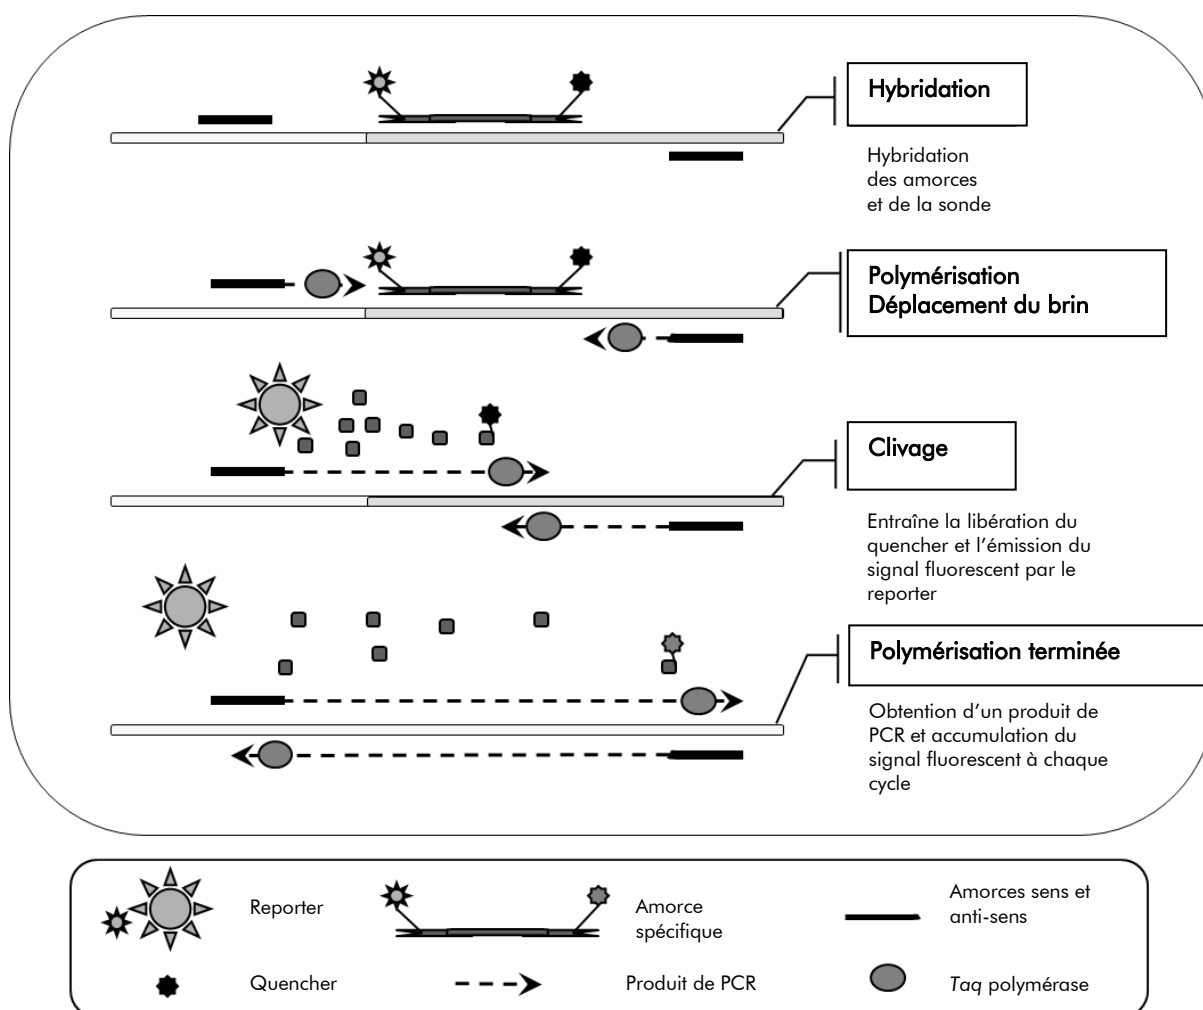 Hybridation
Hybridation
des amorces
et de la sonde
Polymérisation
Déplacement du brin
Clivage
Entraîne la libération du
quencher et l'émission du
signal fluorescent par le
reporter
Polymérisation terminée
Obtention d'un produit de
PCR et accumulation du
signal fluorescent à chaque
cycle
Reporter
Amorce
spécifique
Amorces sens et
anti-sens
Quencher
Produit de PCR
Taq polymérase